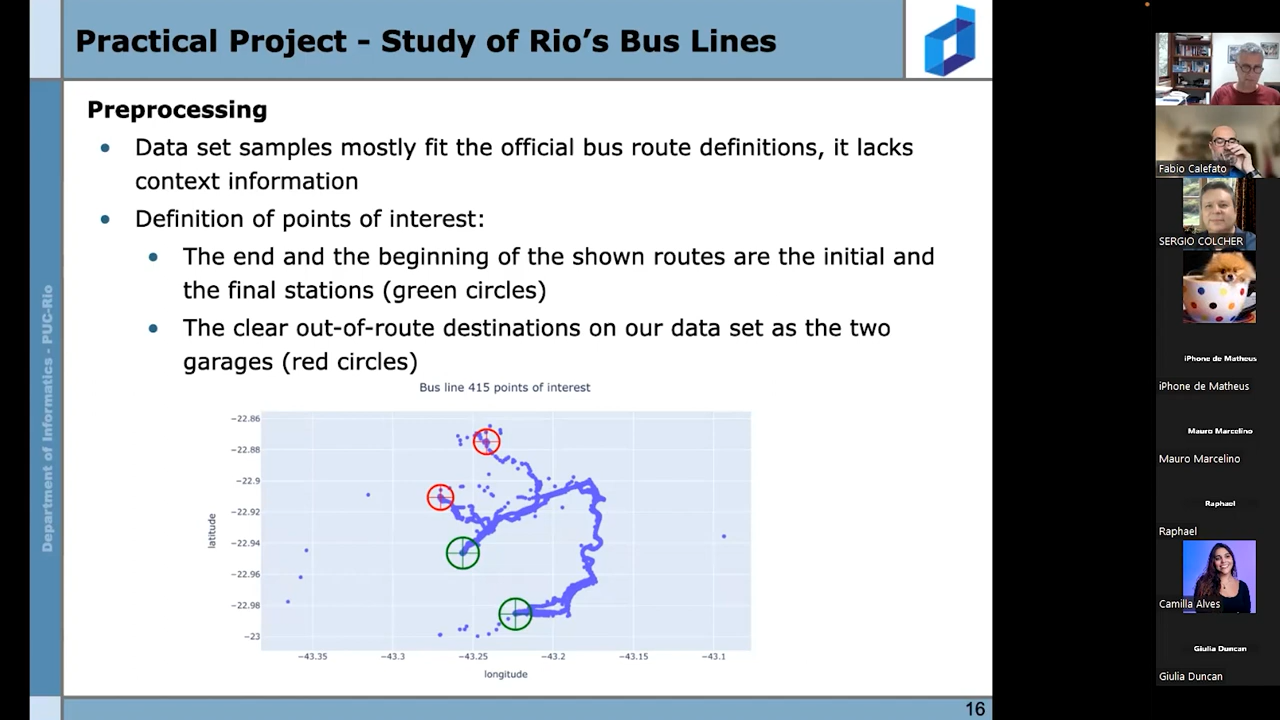 Practical Project - Study of Rio's Bus Lines
Preprocessing
• Data set samples mostly fit the official bus route definitions, it lacks
context information
• Definition of points of interest:
• The end and the beginning of the shown routes are the initial and
the final stations (green circles)
• The clear out-of-route destinations on our data set as the two
garages (red circles)
Bus line 415 points of interest
−22.86
−22.88
−22.9
−22.92
−22.94
−22.96
−22.98
−23
latitude
−43.35
−43.3
−43.25
−43.2
−43.15
−43.1
longitude
Department of Informatics - PUC-Rio
16
Fabio Calefato
SERGIO COLCHER
iPhone de Matheus
iPhone de Matheus
Mauro Marcelino
Mauro Marcelino
Raphael
Raphael
Camilla Alves
Giulia Duncan
Giulia Duncan